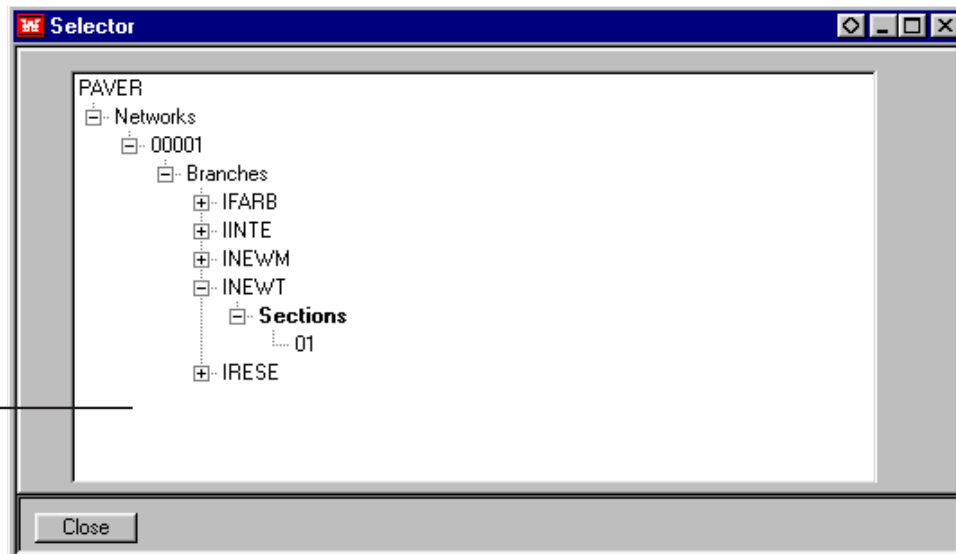 Selector
PAVER
Networks
00001
Branches
IFARB
IINTE
INEWM
INEWT
Sections
01
IRESE
Close